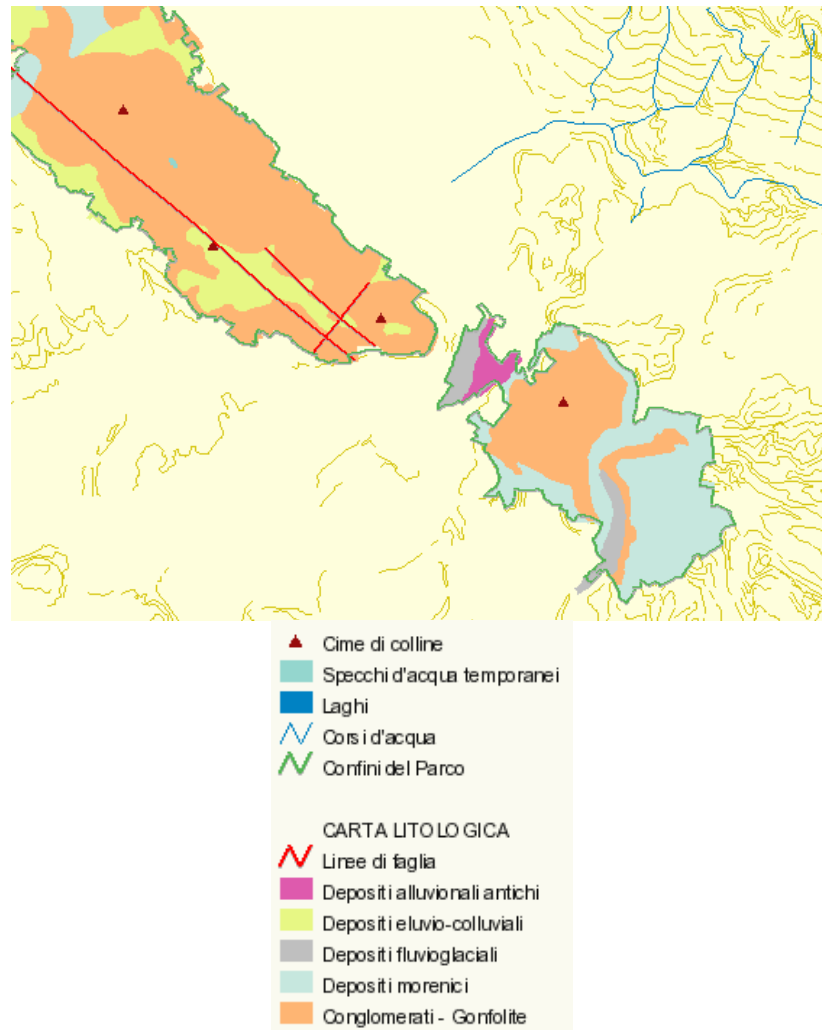 Cime di colline
Specchi d'acqua temporanei
Laghi
Corsi d'acqua
Confini del Parco
CARTA LITOLOGICA
Linee di faglia
Depositi alluvionali antichi
Depositi eluvio-colluviali
Depositi fluvioglaciali
Depositi morenici
Conglomerati - Gonfolite